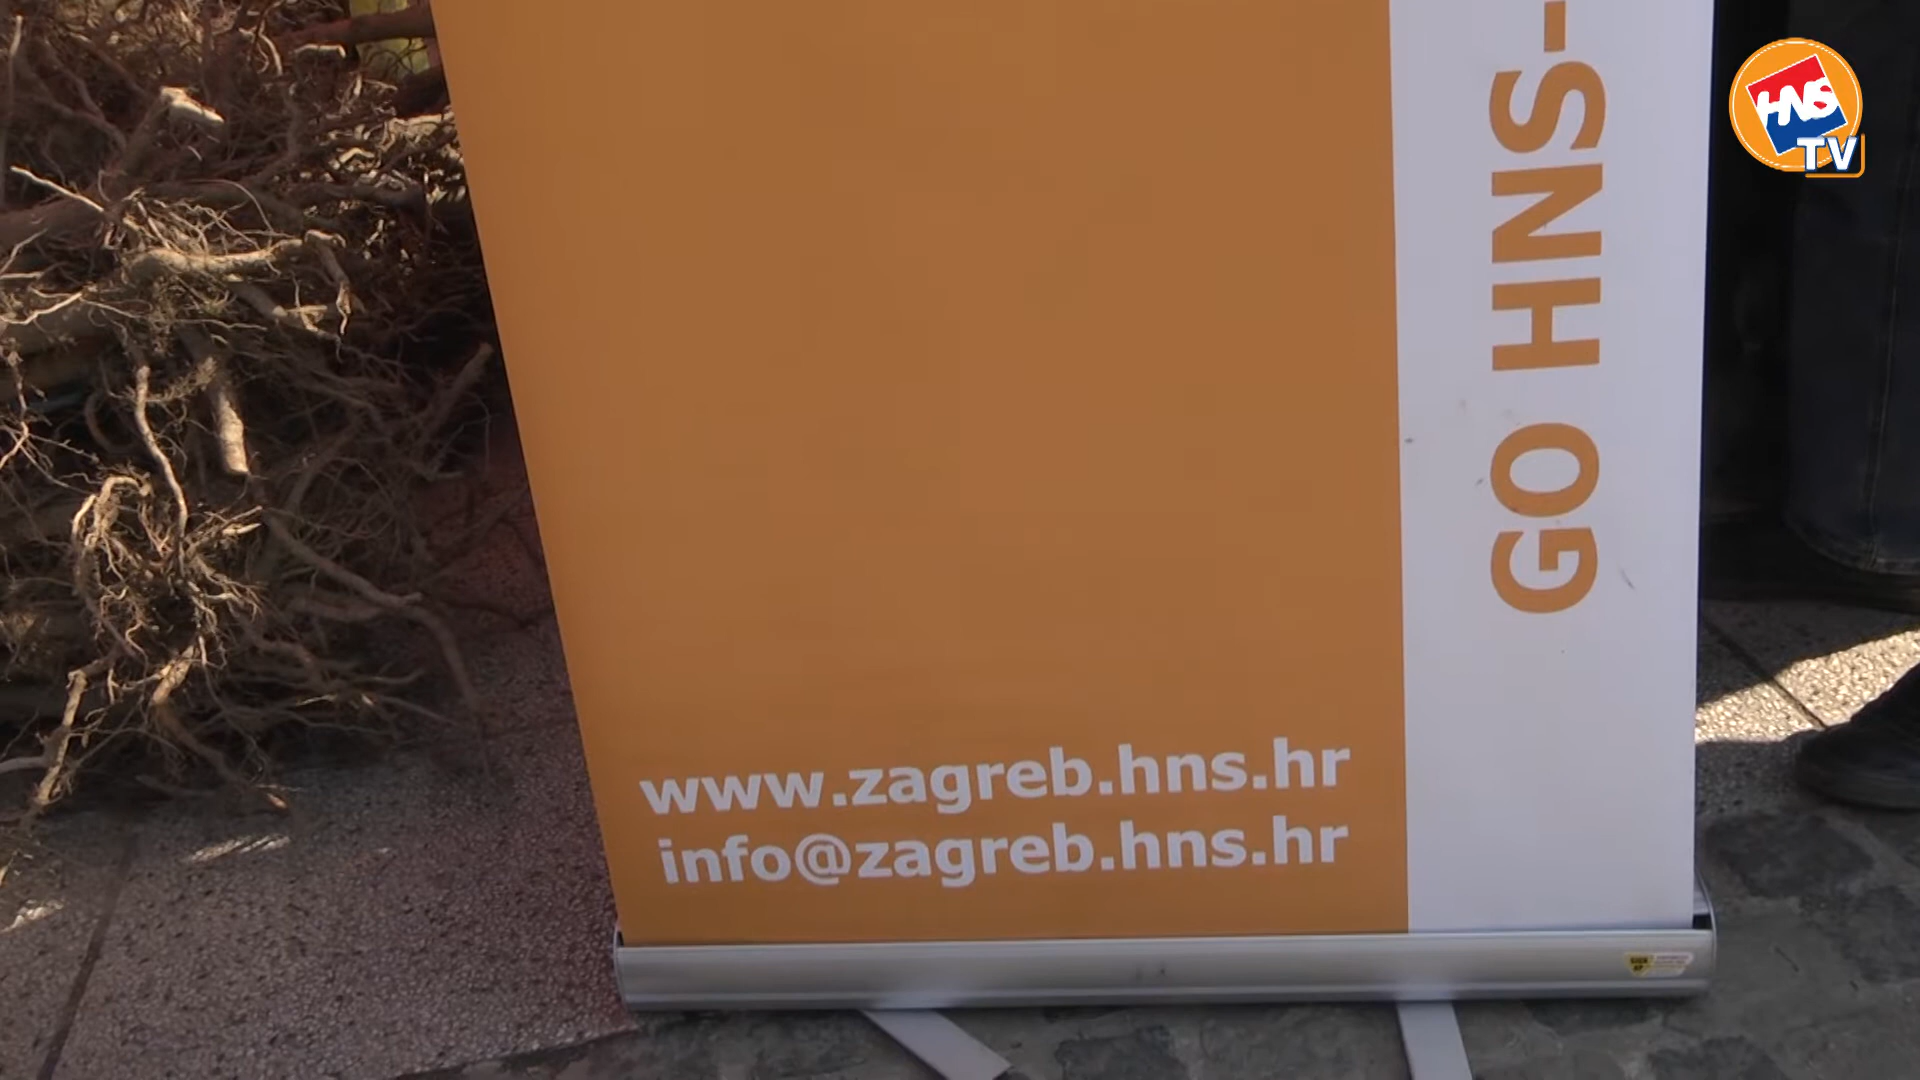 GO HNS-
www.zagreb.hns.hr
info@zagreb.hns.hr
HNS
TV